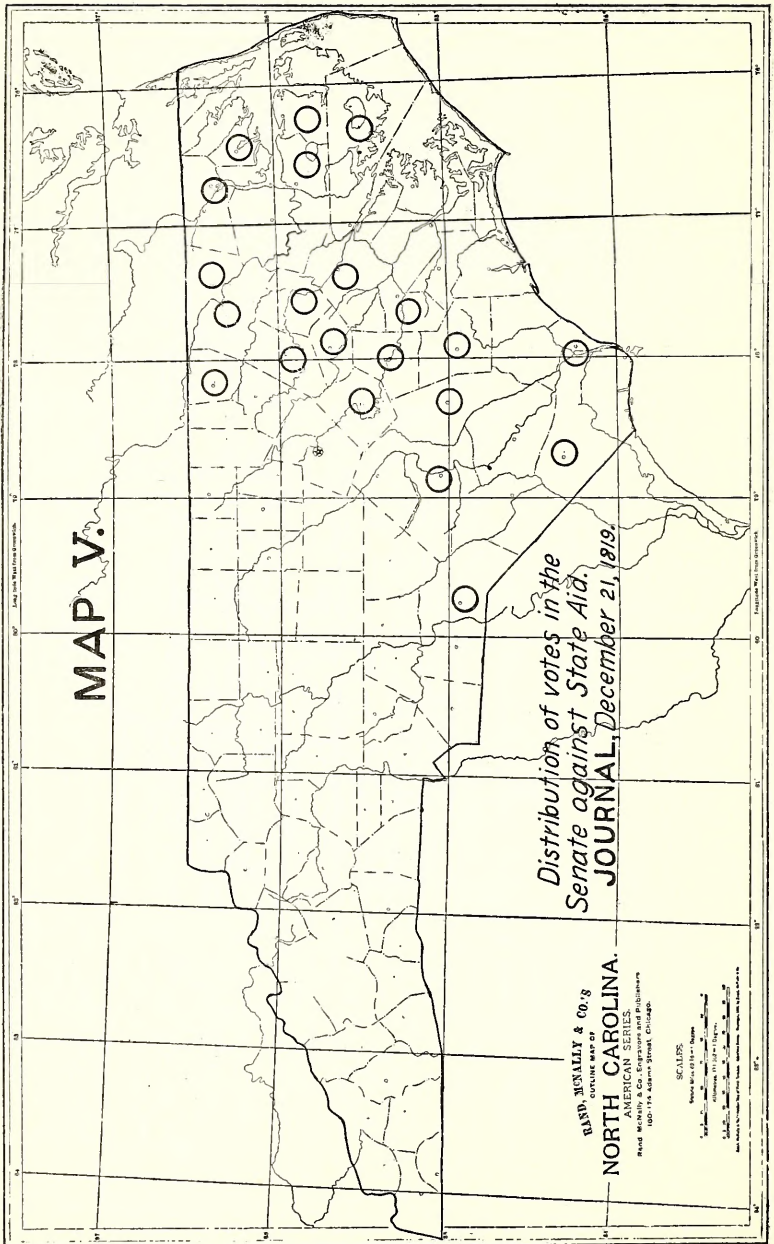 MAP V.
Distribution of votes in the
Senate against State Aid.
JOURNAL, December 21, 1819.
RAND, MCNALLY & CO.'S
OUTLINE MAP OF
NORTH CAROLINA.
AMERICAN SERIES.
Rand McNally & Co., Engravers and Publishers
160-174 Adams Street, Chicago.
SCALES